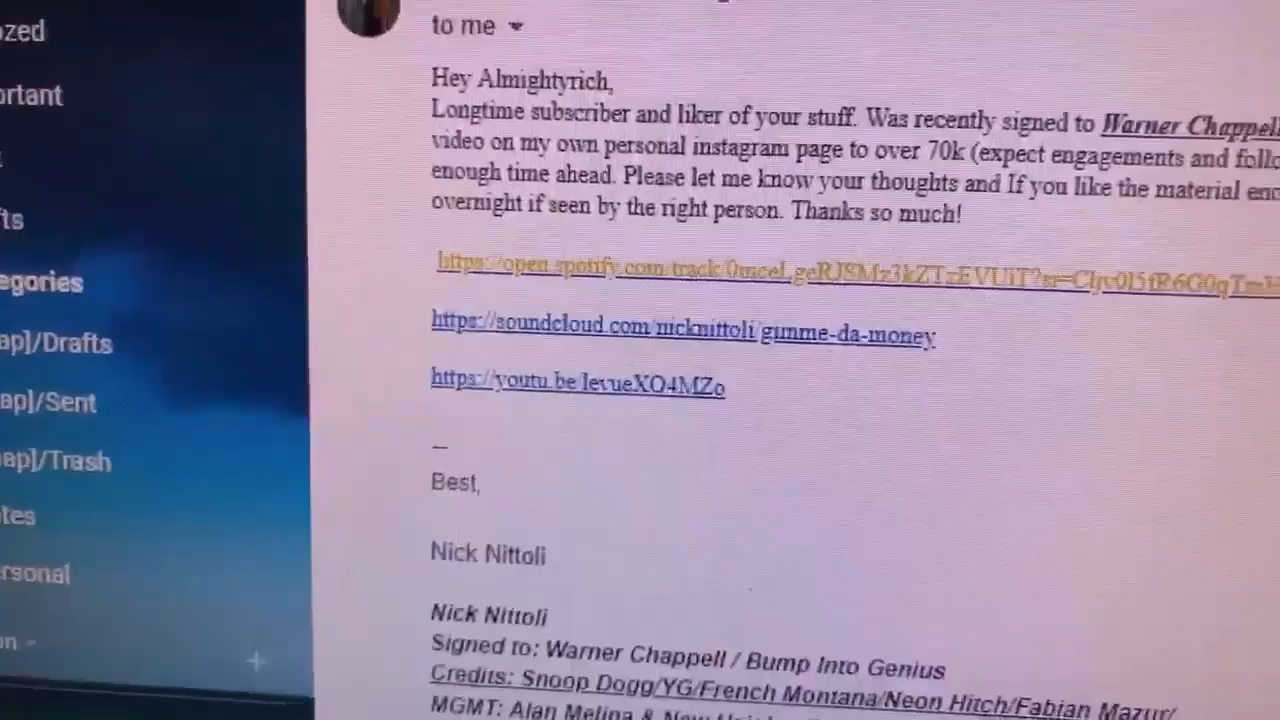 to me
Hey Almightyrich,
Longtime subscriber and liker of your stuff. Was recently signed to Warner Chappell
video on my own personal instagram page to over 70k (expect engagements and follo
enough time ahead. Please let me know your thoughts and If you like the material
overnight if seen by the right person. Thanks so much!
https://soundcloud.com/nicknittoli/gimme-da-money
https://youtu.be/IevueXO4MZo
—
Best,
Nick Nittoli
Nick Nittoli
Signed to: Warner Chappell / Bump Into Genius
Credits: Snoop Dogg/YG/French Montana/Neon Hitch/Fabian Mazur/
MGMT: Alan Melina &
ozed
ortant
fts
egories
ap]/Drafts
ap]/Sent
ap]/Trash
tes
rsonal
on
+